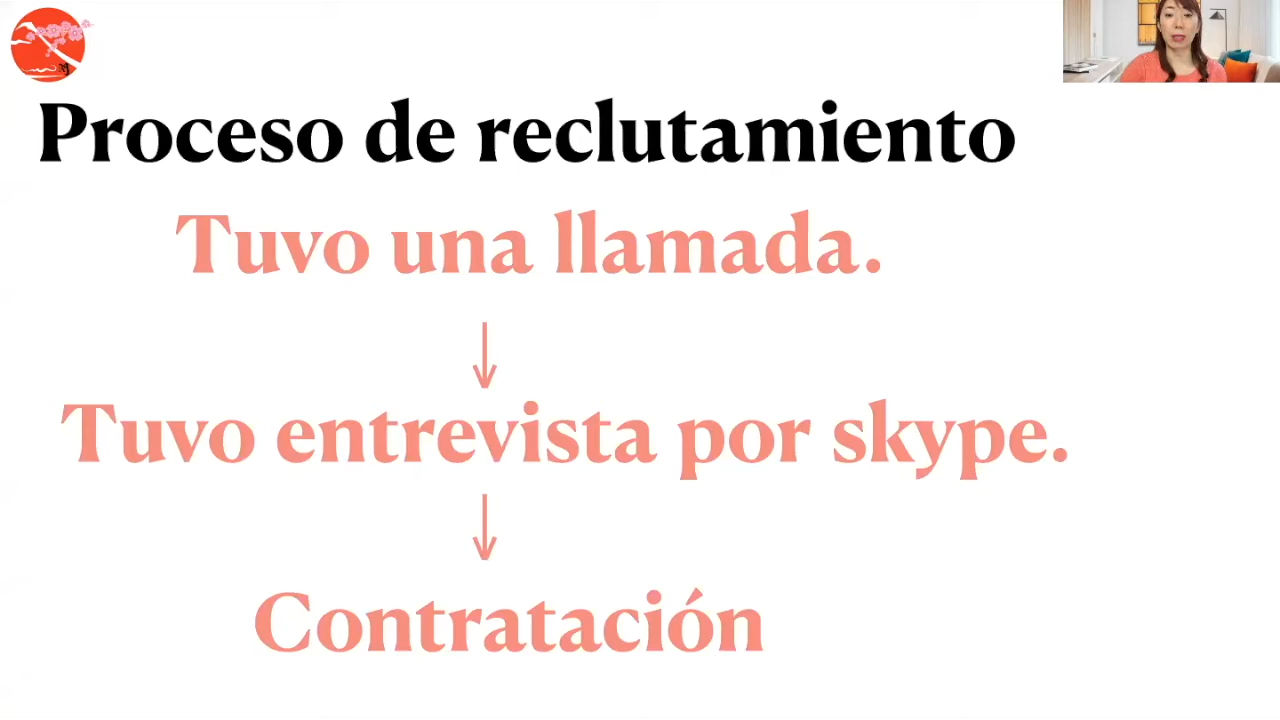 Proceso de reclutamiento
Tuvo una llamada.
Tuvo entrevista por skype.
Contratación